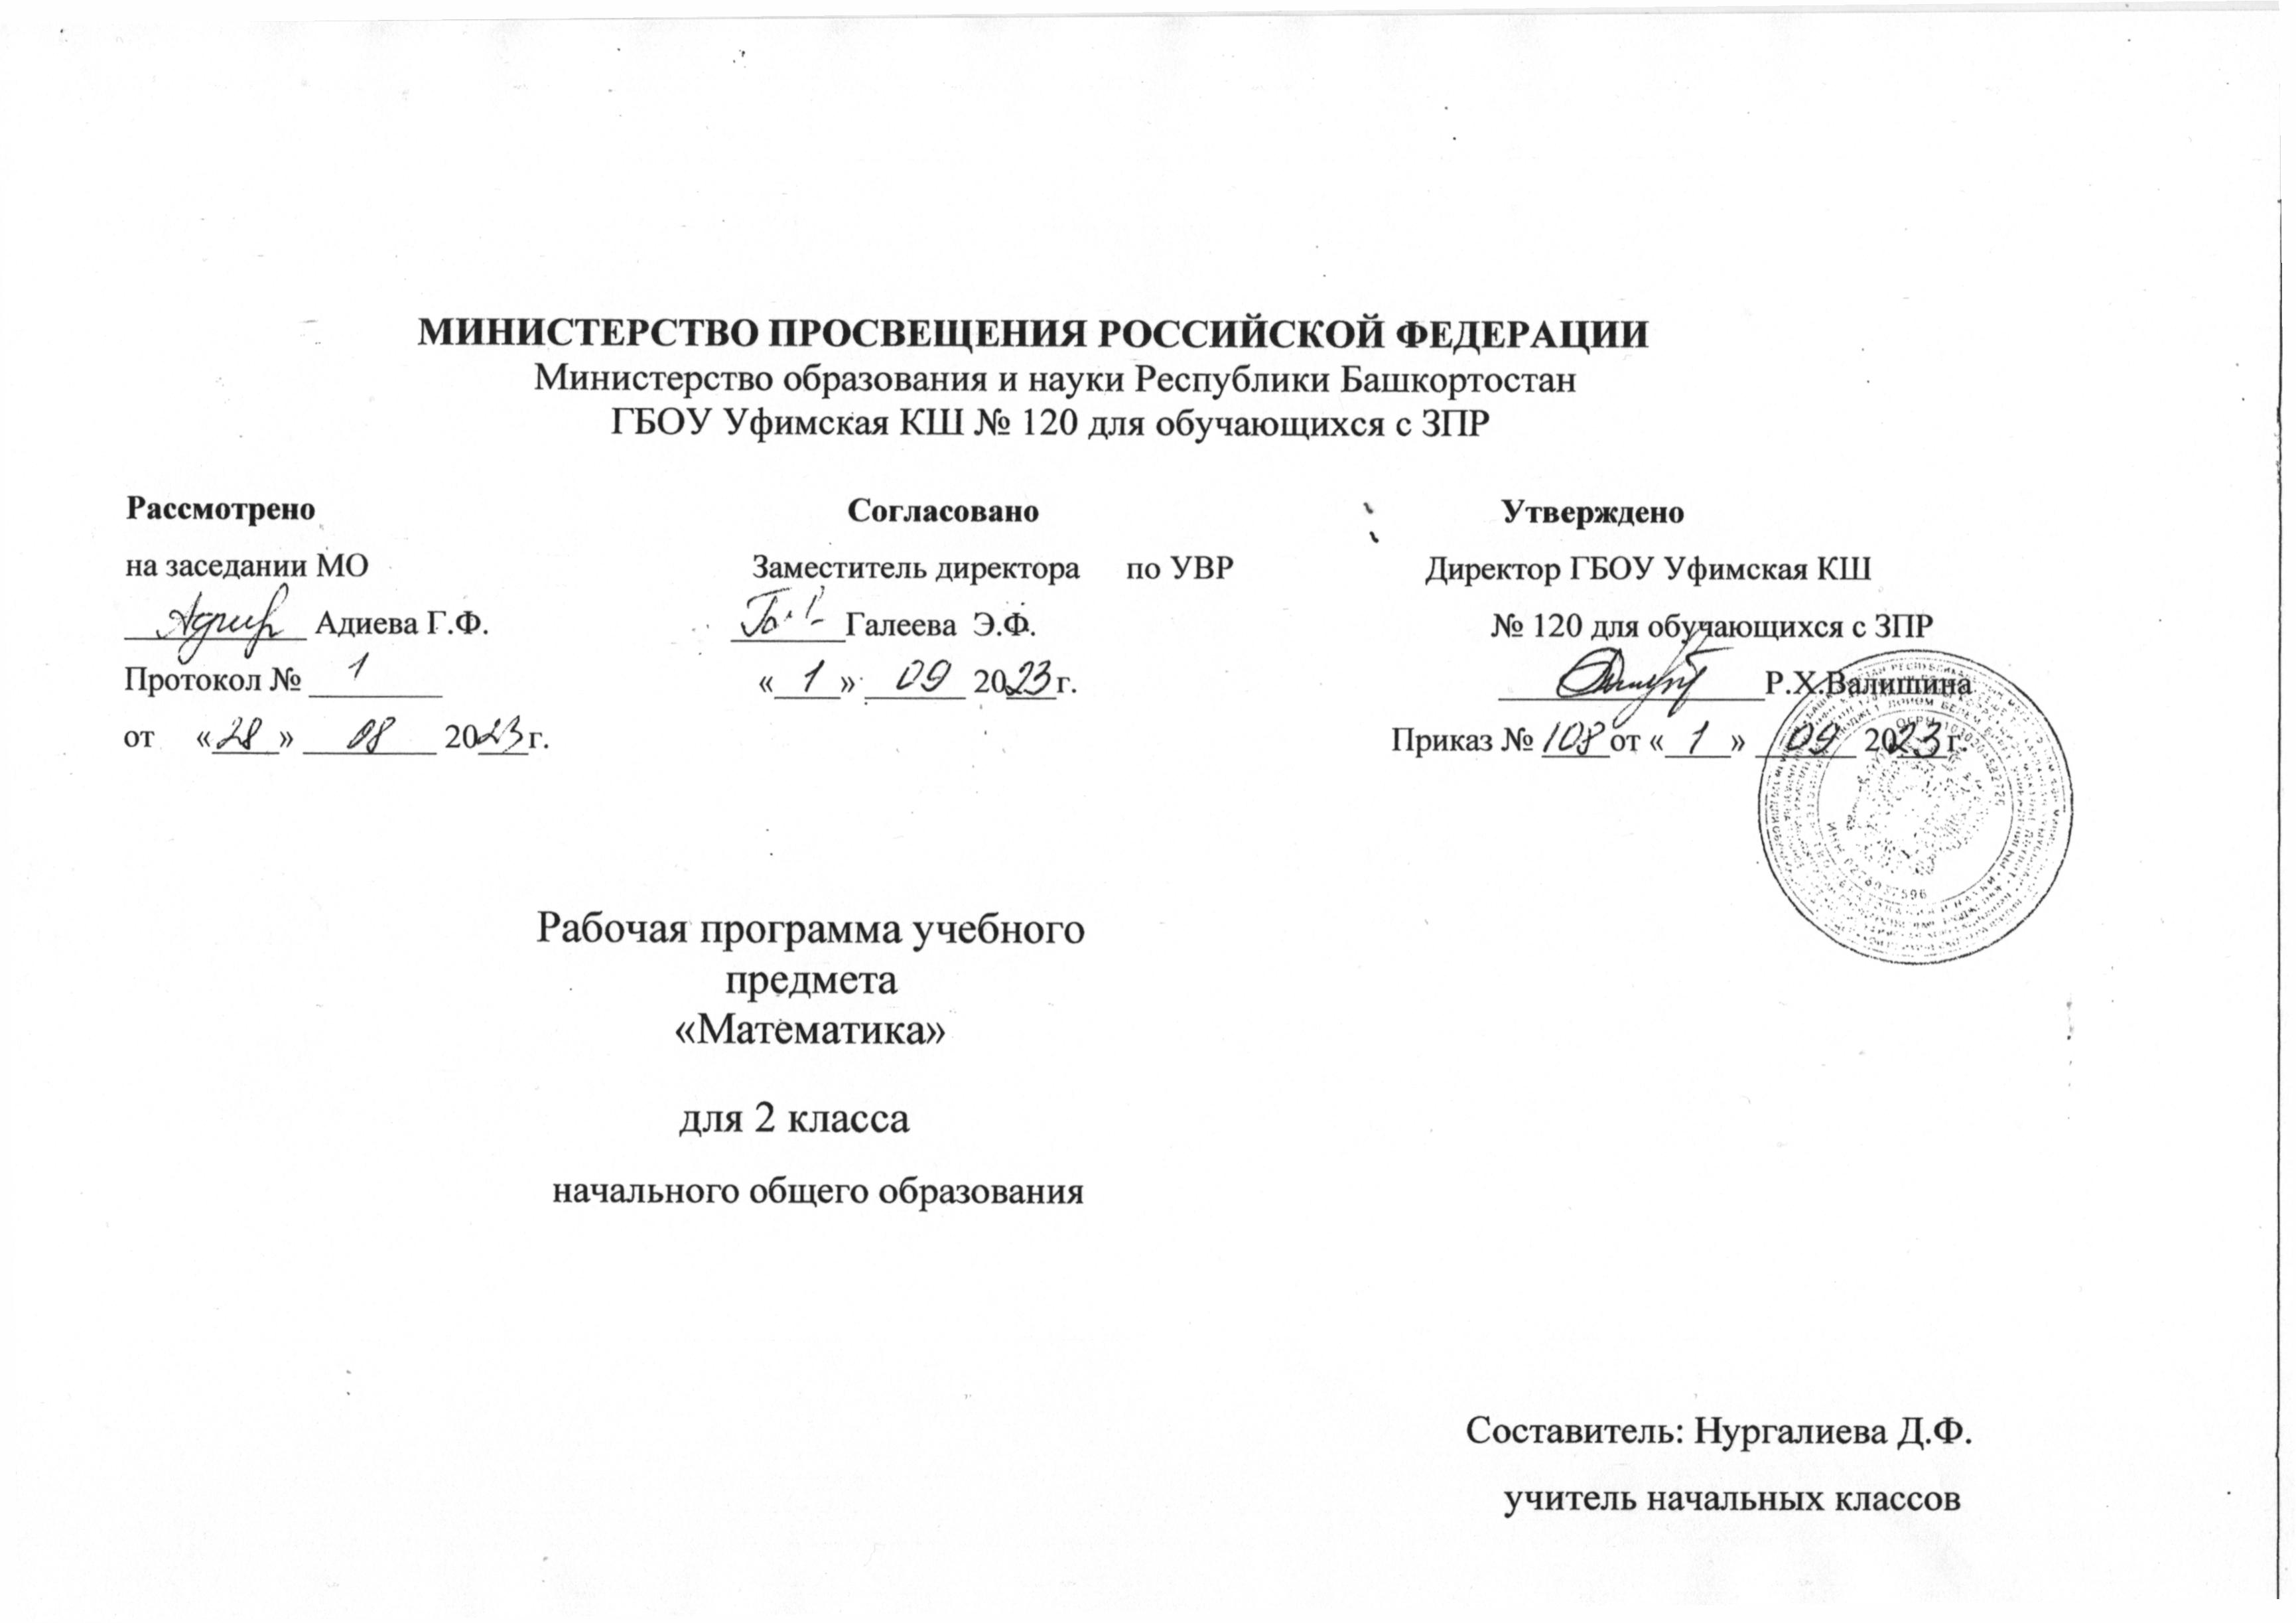 МИНИСТЕРСТВО ПРОСВЕЩЕНИЯ РОССИЙСКОЙ ФЕДЕРАЦИИ
Министерство образования и науки Республики Башкортостан
ГБОУ Уфимская КШ № 120 для обучающихся с ЗПР
Рассмотрено
на заседании МО
Адиева Г.Ф.
Протокол № 1
от «28» 08 2023г.
Согласовано
Заместитель директора по УВР
Галеева Э.Ф.
«1» 09 2023г.
Утверждено
Директор ГБОУ Уфимская КШ
№ 120 для обучающихся с ЗПР
Р.Х.Валишина
Приказ № 108 от «1» 09 2023г.
Рабочая программа учебного
предмета
«Математика»
для 2 класса
начального общего образования
Составитель: Нургалиева Д.Ф.
учитель начальных классов